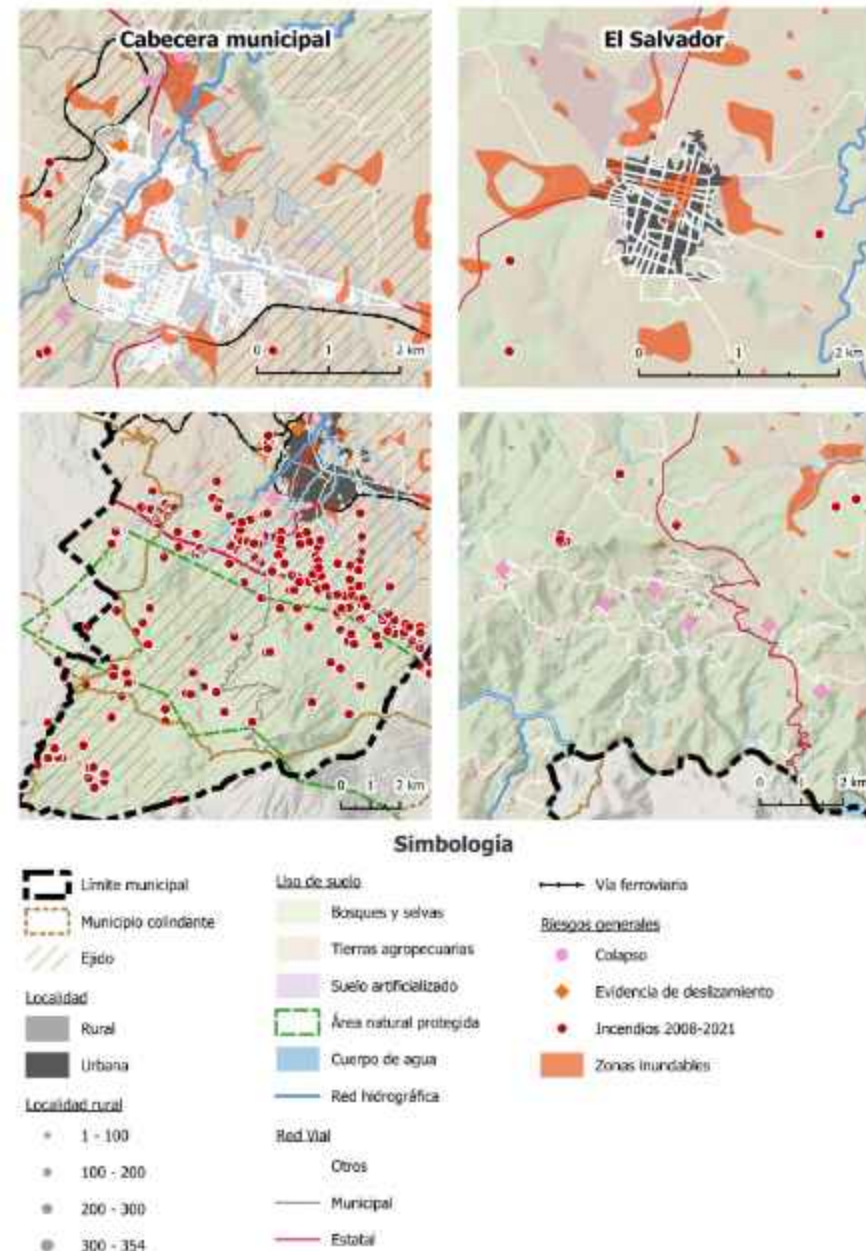 Cabecera municipal
El Salvador
0 1 2 km
0 1 2 km
0 1 2 km
0 1 2 km
Simbología
Límite municipal
Municipio colindante
Ejido
Localidad
Rural
Urbana
Localidad rural
1 - 100
100 - 200
200 - 300
300 - 354
Uso de suelo
Bosques y selvas
Tierras agropecuarias
Suelo artificializado
Área natural protegida
Cuerpo de agua
Red hidrográfica
Red Vial
Otros
Municipal
Estatal
Vía ferroviaria
Riesgos generales
Colapso
Evidencia de deslizamiento
Incendios 2008-2021
Zonas inundables